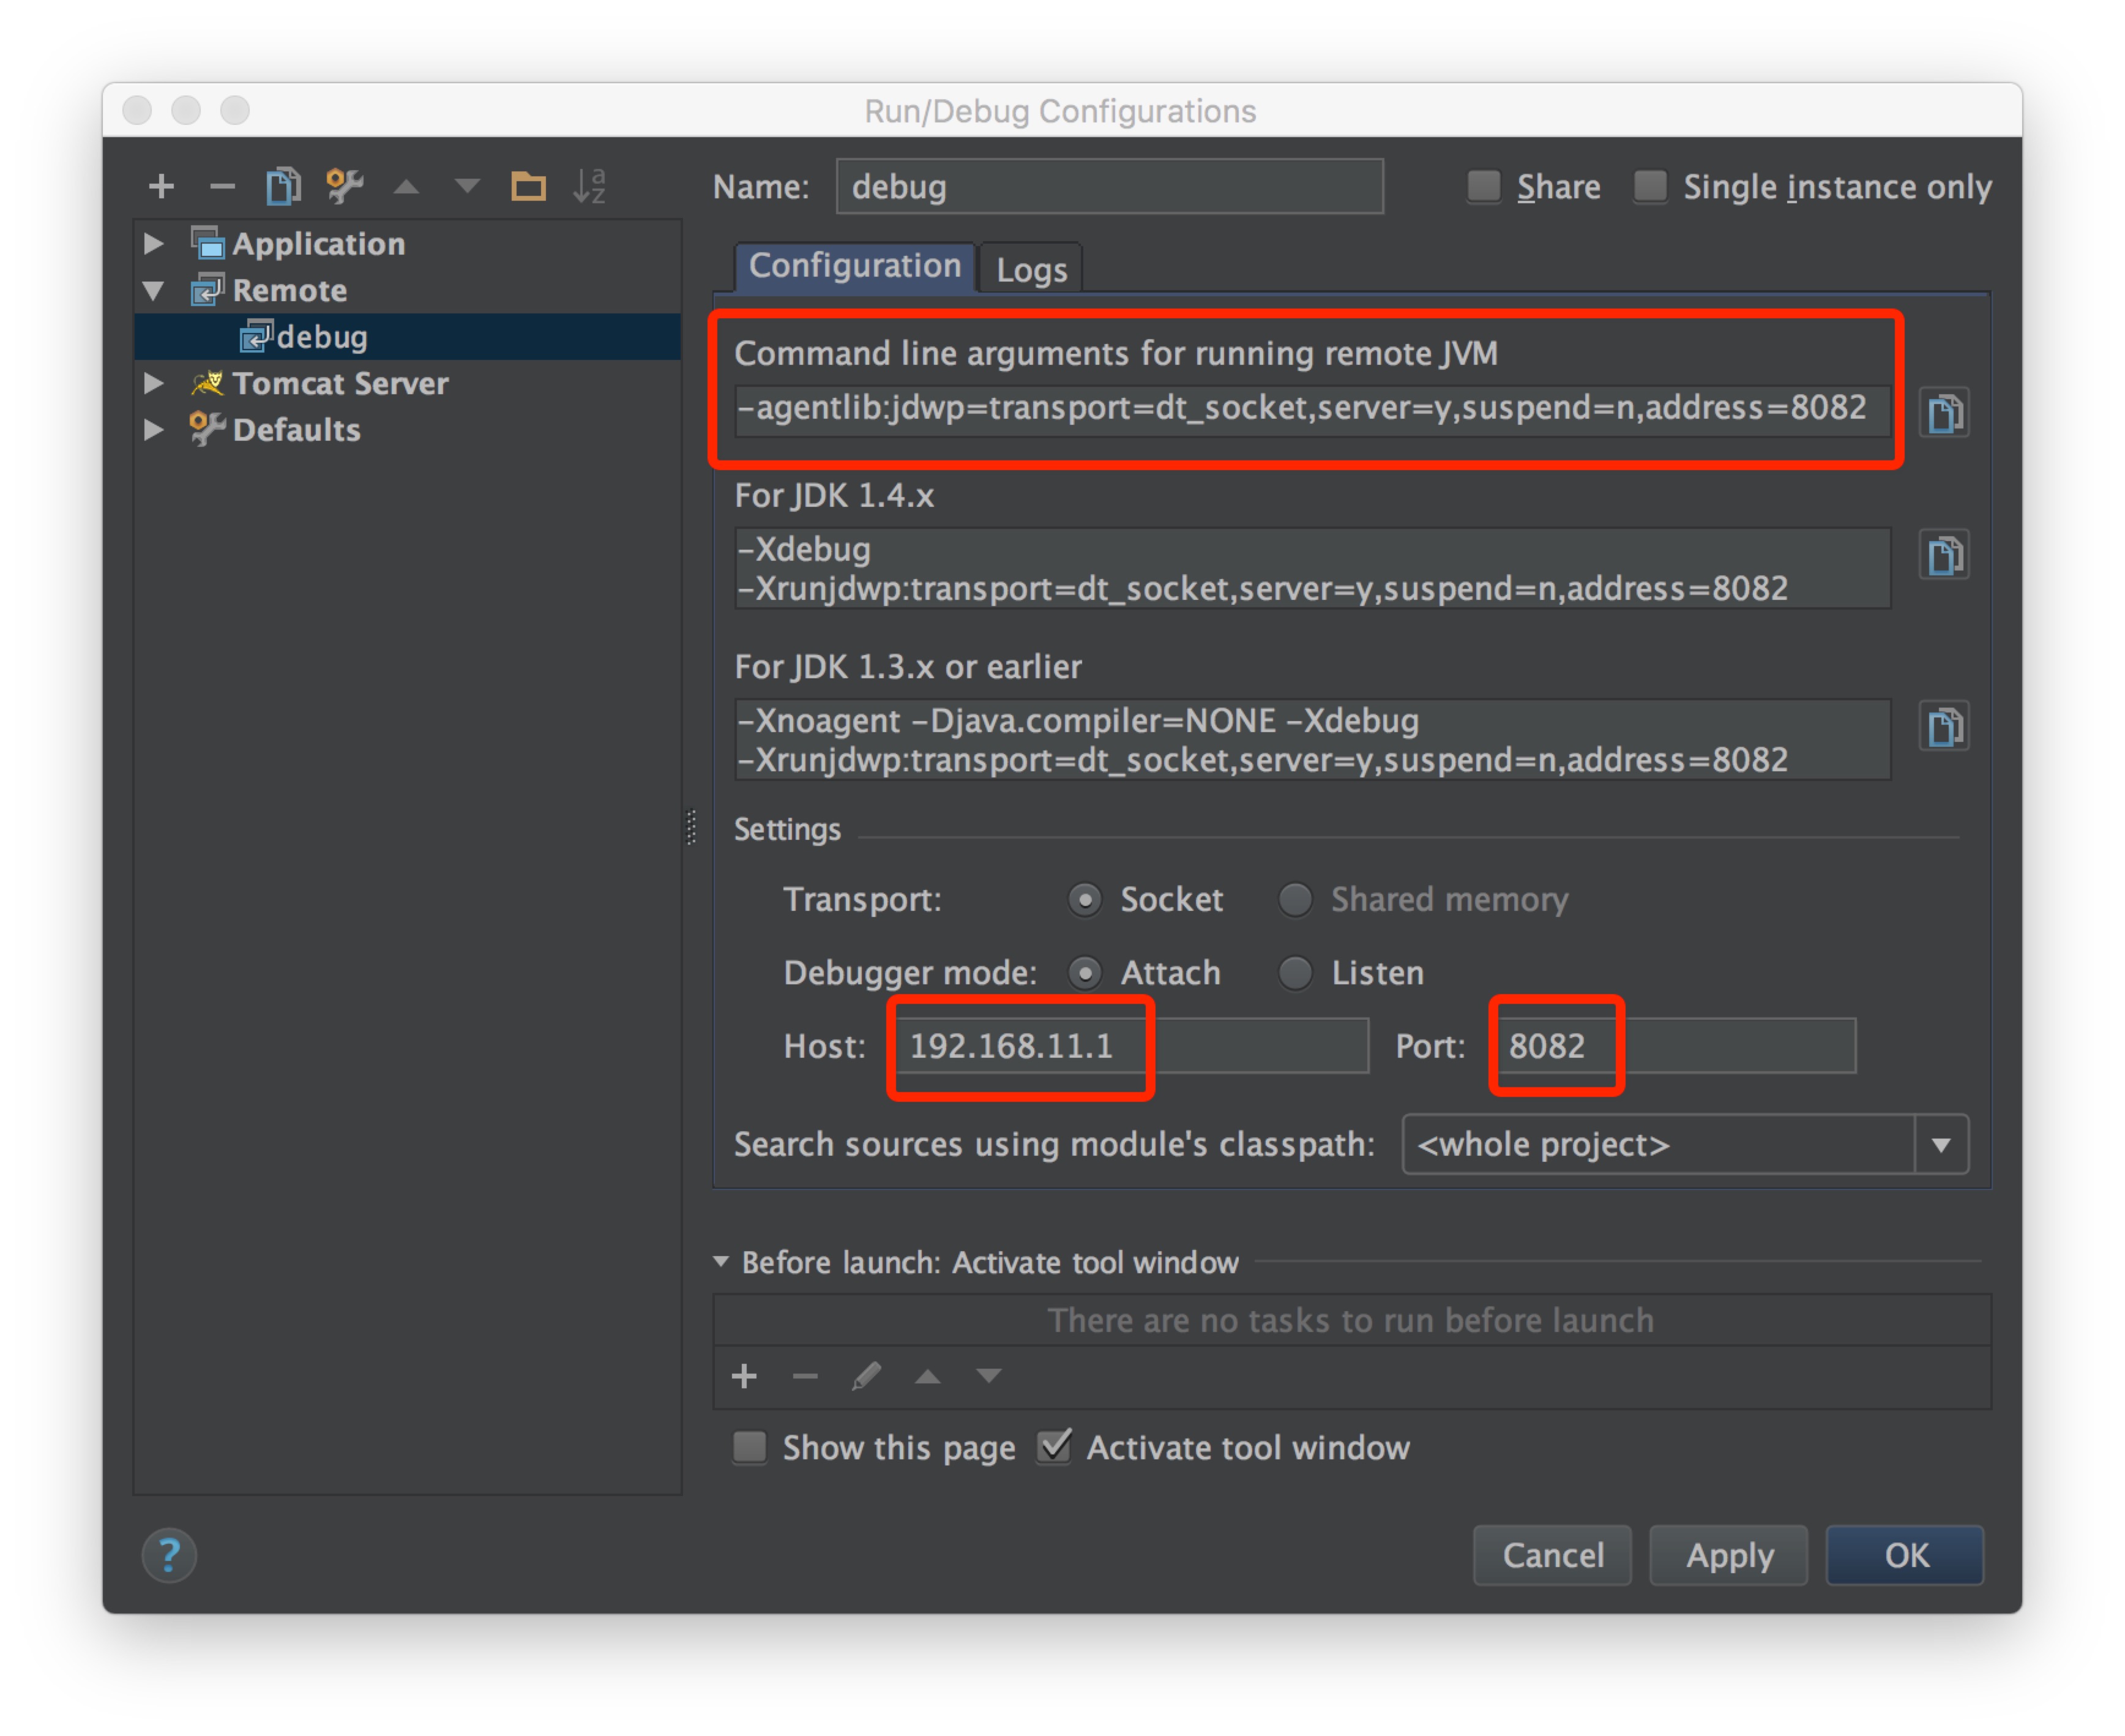 Run/Debug Configurations
Name: debug Share Single instance only
Application
Remote
debug
Tomcat Server
Defaults
Configuration Logs
Command line arguments for running remote JVM
-agentlib:jdwp=transport=dt_socket,server=y,suspend=n,address=8082
For JDK 1.4.x
-Xdebug
-Xrunjdwp:transport=dt_socket,server=y,suspend=n,address=8082
For JDK 1.3.x or earlier
-Xnoagent -Djava.compiler=NONE -Xdebug
-Xrunjdwp:transport=dt_socket,server=y,suspend=n,address=8082
Settings
Transport: Socket Shared memory
Debugger mode: Attach Listen
Host: 192.168.11.1 Port: 8082
Search sources using module's classpath: <whole project>
Before launch: Activate tool window
There are no tasks to run before launch
Show this page Activate tool window
? Cancel Apply OK